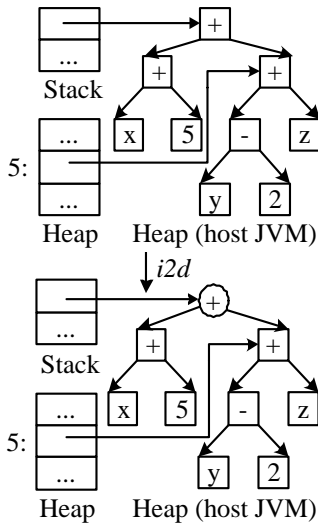 +
...
+ +
Stack
x 5 - z
...
5:
...
y 2
Heap Heap (host JVM)
i2d
+
...
+ +
Stack
x 5 - z
...
5:
...
y 2
Heap Heap (host JVM)